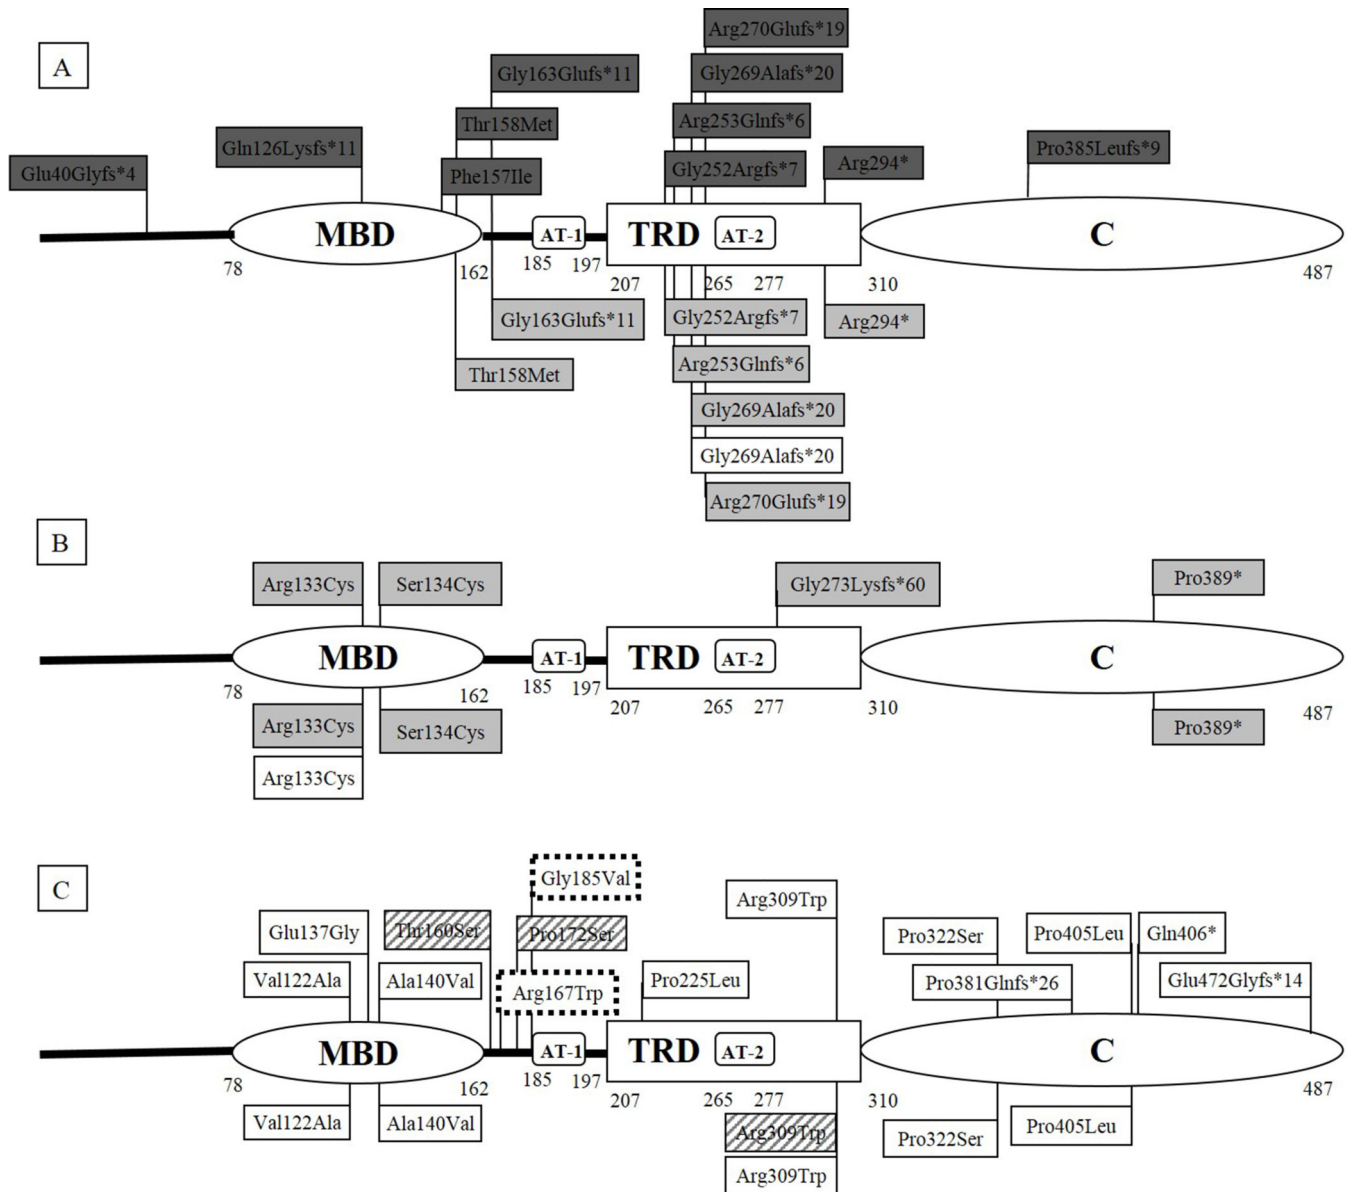 A
Arg270Glufs*19
Gly163Glufs*11
Gly269Alafs*20
Thr158Met
Arg253Glnfs*6
Gln126Lysfs*11
Pro385Leufs*9
Glu40Glyfs*4
Phe157Ile
Gly252Argfs*7
Arg294*
MBD
AT-1
TRD
AT-2
C
78
162
185
197
207
265
277
310
487
Gly163Glufs*11
Gly252Argfs*7
Arg294*
Thr158Met
Arg253Glnfs*6
Gly269Alafs*20
Gly269Alafs*20
Arg270Glufs*19
B
Arg133Cys
Ser134Cys
Gly273Lysfs*60
Pro389*
MBD
AT-1
TRD
AT-2
C
78
162
185
197
207
265
277
310
487
Arg133Cys
Ser134Cys
Pro389*
Arg133Cys
C
Gly185Val
Arg309Trp
Glu137Gly
Thr160Ser
Pro172Ser
Pro322Ser
Pro405Leu
Gln406*
Val122Ala
Ala140Val
Arg167Trp
Pro225Leu
Pro381Glnfs*26
Glu472Glyfs*14
MBD
AT-1
TRD
AT-2
C
78
162
185
197
207
265
277
310
487
Val122Ala
Ala140Val
Arg309Trp
Pro322Ser
Pro405Leu
Arg309Trp